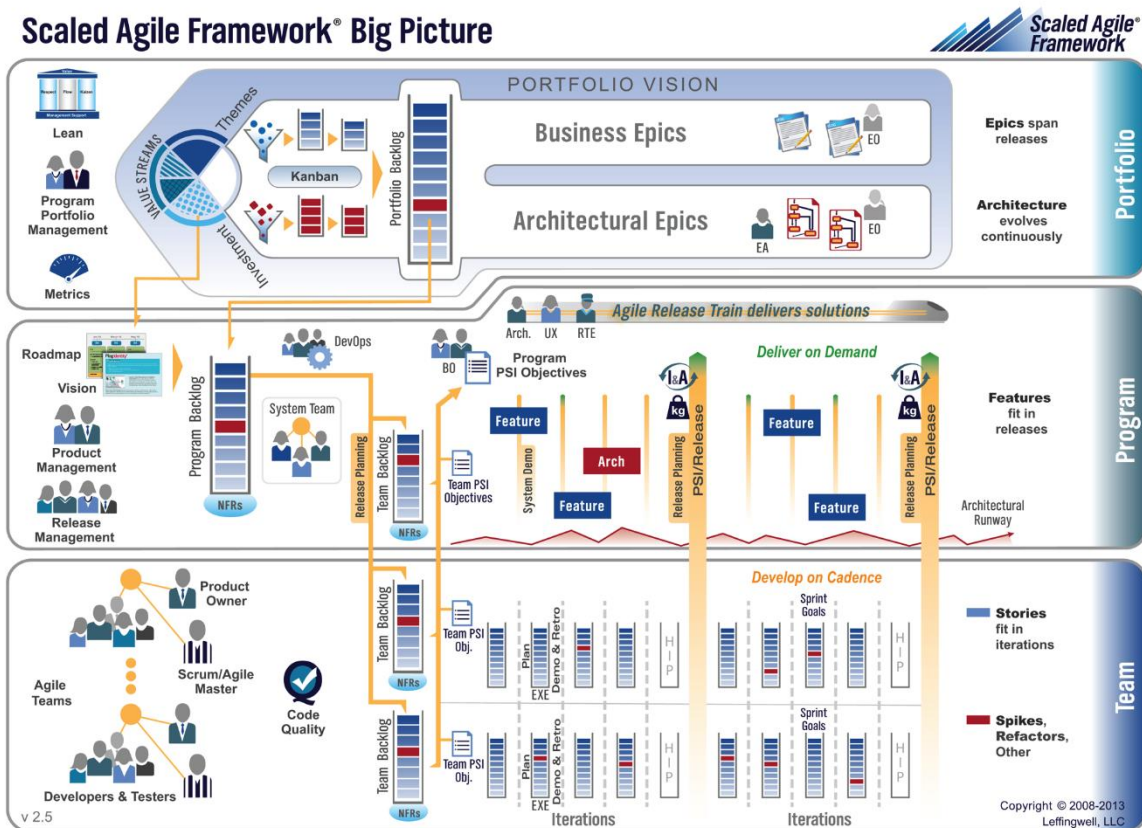 Scaled Agile Framework® Big Picture
Scaled Agile®
Framework
Respect Flow Kaizen
Management Support
Lean
Program
Portfolio
Management
Metrics
VALUE STREAMS
Themes
Investment
Kanban
Portfolio Backlog
PORTFOLIO VISION
Business Epics
EO
Architectural Epics
EA
EO
Epics span
releases
Architecture
evolves
continuously
Portfolio
Roadmap
Vision
Product
Management
Release
Management
Program Backlog
NFRs
DevOps
System Team
Release Planning
Team Backlog
NFRs
BO
Program
PSI Objectives
Team PSI
Objectives
Arch.
UX
RTE
Agile Release Train delivers solutions
Deliver on Demand
Feature
System Demo
Feature
Arch
I&A
kg
Release Planning
PSI/Release
Feature
Feature
I&A
kg
Release Planning
PSI/Release
Architectural
Runway
Features
fit in
releases
Program
Product
Owner
Scrum/Agile
Master
Agile
Teams
Developers & Testers
Code
Quality
Team Backlog
NFRs
Team PSI
Obj.
Plan
EXE
Demo & Retro
HIP
Develop on Cadence
Sprint
Goals
HIP
Team Backlog
NFRs
Team PSI
Obj.
Plan
EXE
Demo & Retro
HIP
Sprint
Goals
HIP
Iterations
Iterations
Stories
fit in
iterations
Spikes,
Refactors,
Other
Team
v 2.5
Copyright © 2008-2013
Leffingwell, LLC